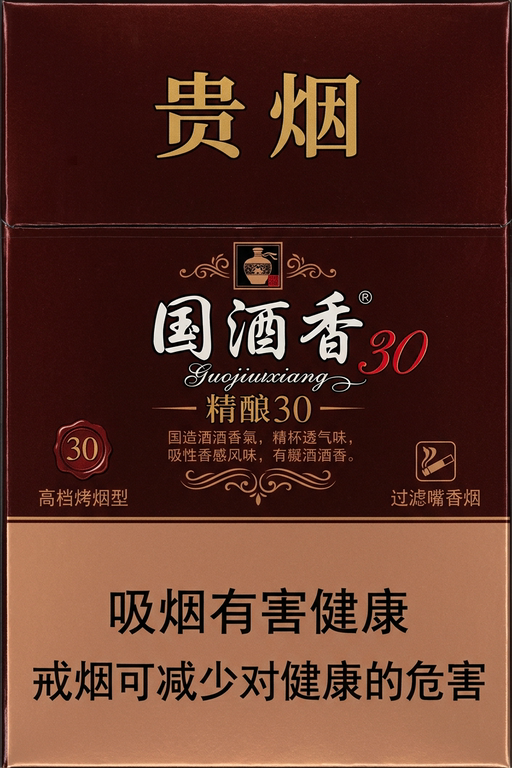 贵烟
国酒香®30
Guojiuxiang
精酿30
国造酒酒香氣，精杯透气味，
吸性香感风味，有櫷酒酒香。
30
高档烤烟型
过滤嘴香烟
吸烟有害健康
戒烟可减少对健康的危害